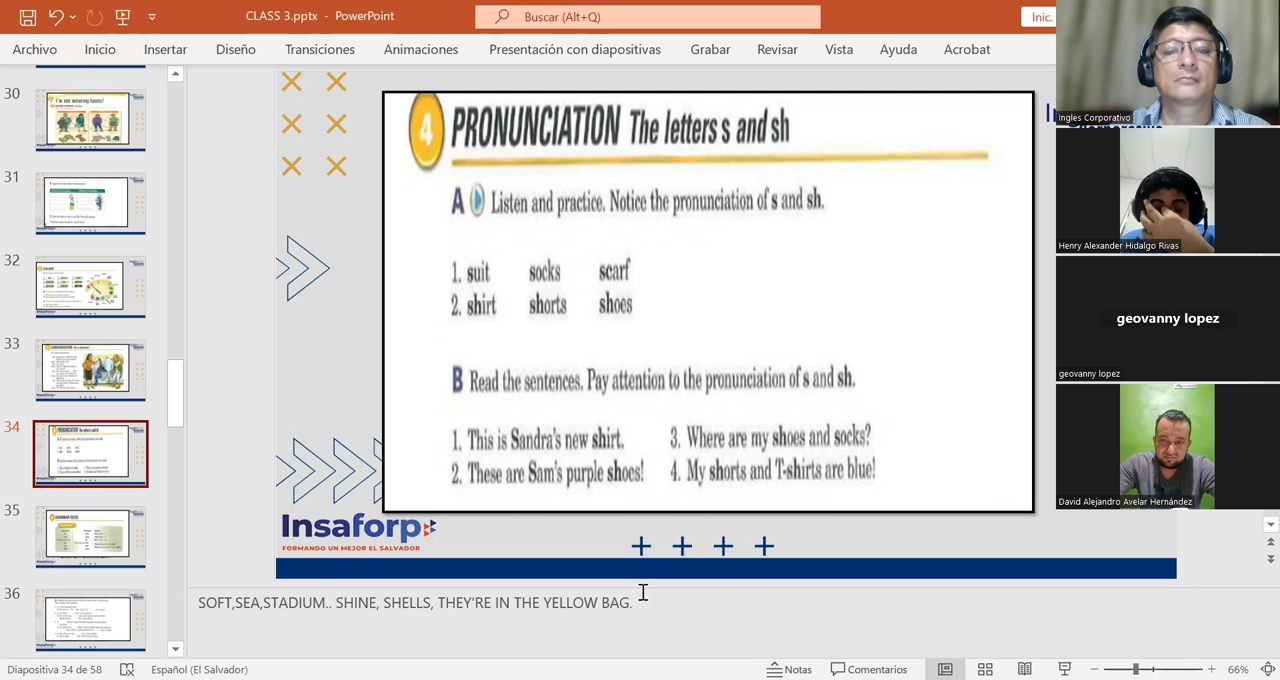 CLASS 3.pptx - PowerPoint
Buscar (Alt+Q)
Inic.
Archivo Inicio Insertar Diseño Transiciones Animaciones Presentación con diapositivas Grabar Revisar Vista Ayuda Acrobat
30
31
32
33
34
35
36
4 PRONUNCIATION The letters s and sh
A Listen and practice. Notice the pronunciation of s and sh.
1. suit socks scarf
2. shirt shorts shoes
B Read the sentences. Pay attention to the pronunciation of s and sh.
1. This is Sandra's new shirt. 3. Where are my shoes and socks?
2. These are Sam's purple shoes! 4. My shorts and T-shirts are blue!
Insaforp
FORMANDO UN MEJOR EL SALVADOR
SOFT,SEA,STADIUM.. SHINE, SHELLS, THEY'RE IN THE YELLOW BAG.
Diapositiva 34 de 58 Español (El Salvador) Notas Comentarios 66%
Ingles Corporativo
Henry Alexander Hidalgo Rivas
geovanny lopez
geovanny lopez
David Alejandro Avelar Hernández